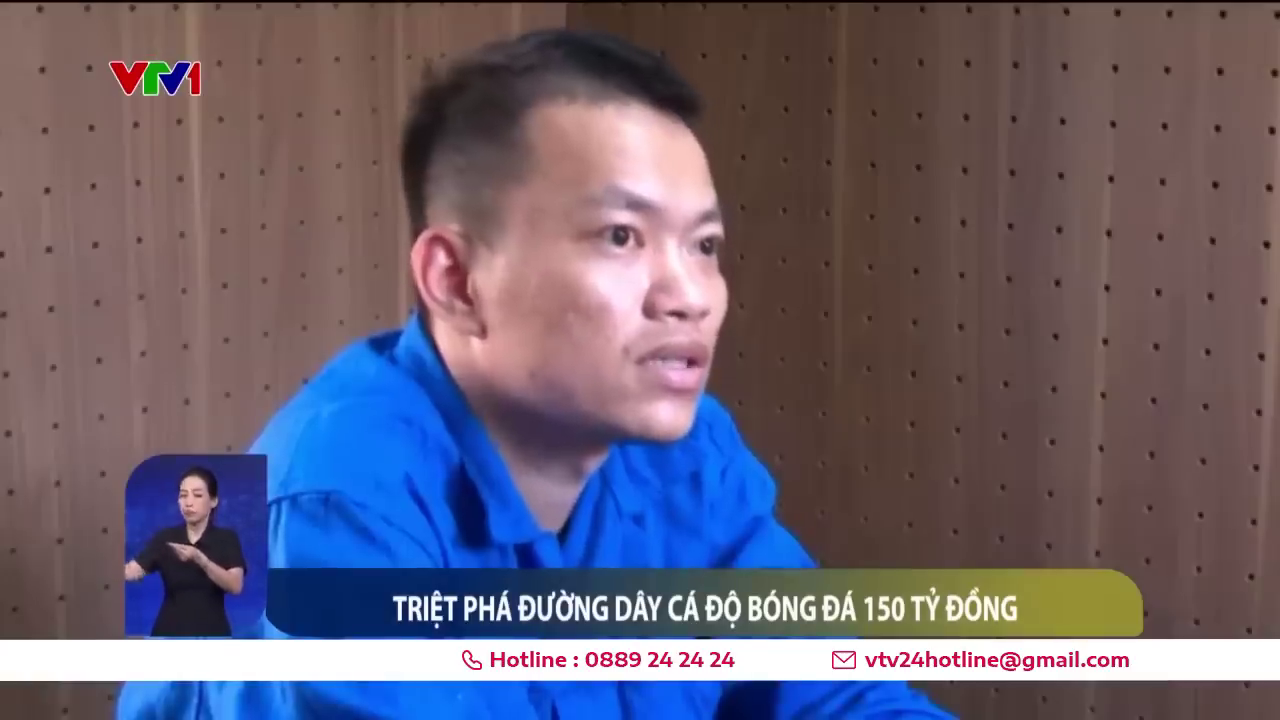 VTV1
TRIỆT PHÁ ĐƯỜNG DÂY CÁ ĐỘ BÓNG ĐÁ 150 TỶ ĐỒNG
Hotline : 0889 24 24 24
vtv24hotline@gmail.com